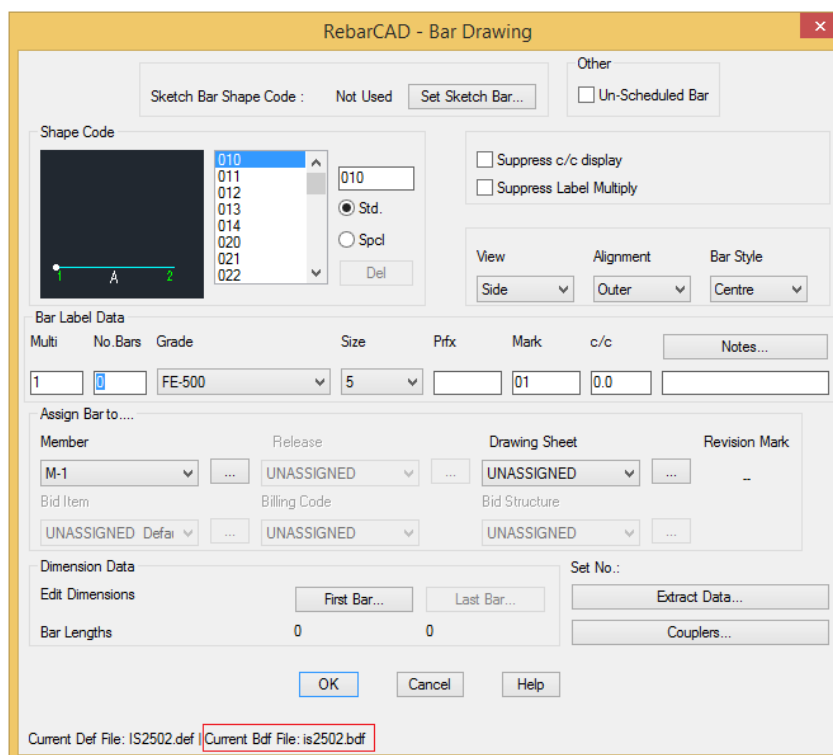 RebarCAD - Bar Drawing
Sketch Bar Shape Code : Not Used Set Sketch Bar...
Other
Un-Scheduled Bar
Shape Code
010
011
012
013
014
020
021
022
1 A 2
010
Std.
Spcl
Del
Suppress c/c display
Suppress Label Multiply
View Alignment Bar Style
Side Outer Centre
Bar Label Data
Multi No.Bars Grade Size Prfx Mark c/c Notes...
1 0 FE-500 5 01 0.0
Assign Bar to....
Member Release Drawing Sheet Revision Mark
M-1 ... UNASSIGNED ... UNASSIGNED ... --
Bid Item Billing Code Bid Structure
UNASSIGNED Defau ... UNASSIGNED UNASSIGNED ...
Dimension Data
Edit Dimensions First Bar... Last Bar...
Bar Lengths 0 0
Set No.:
Extract Data...
Couplers...
OK Cancel Help
Current Def File: IS2502.def | Current Bdf File: is2502.bdf